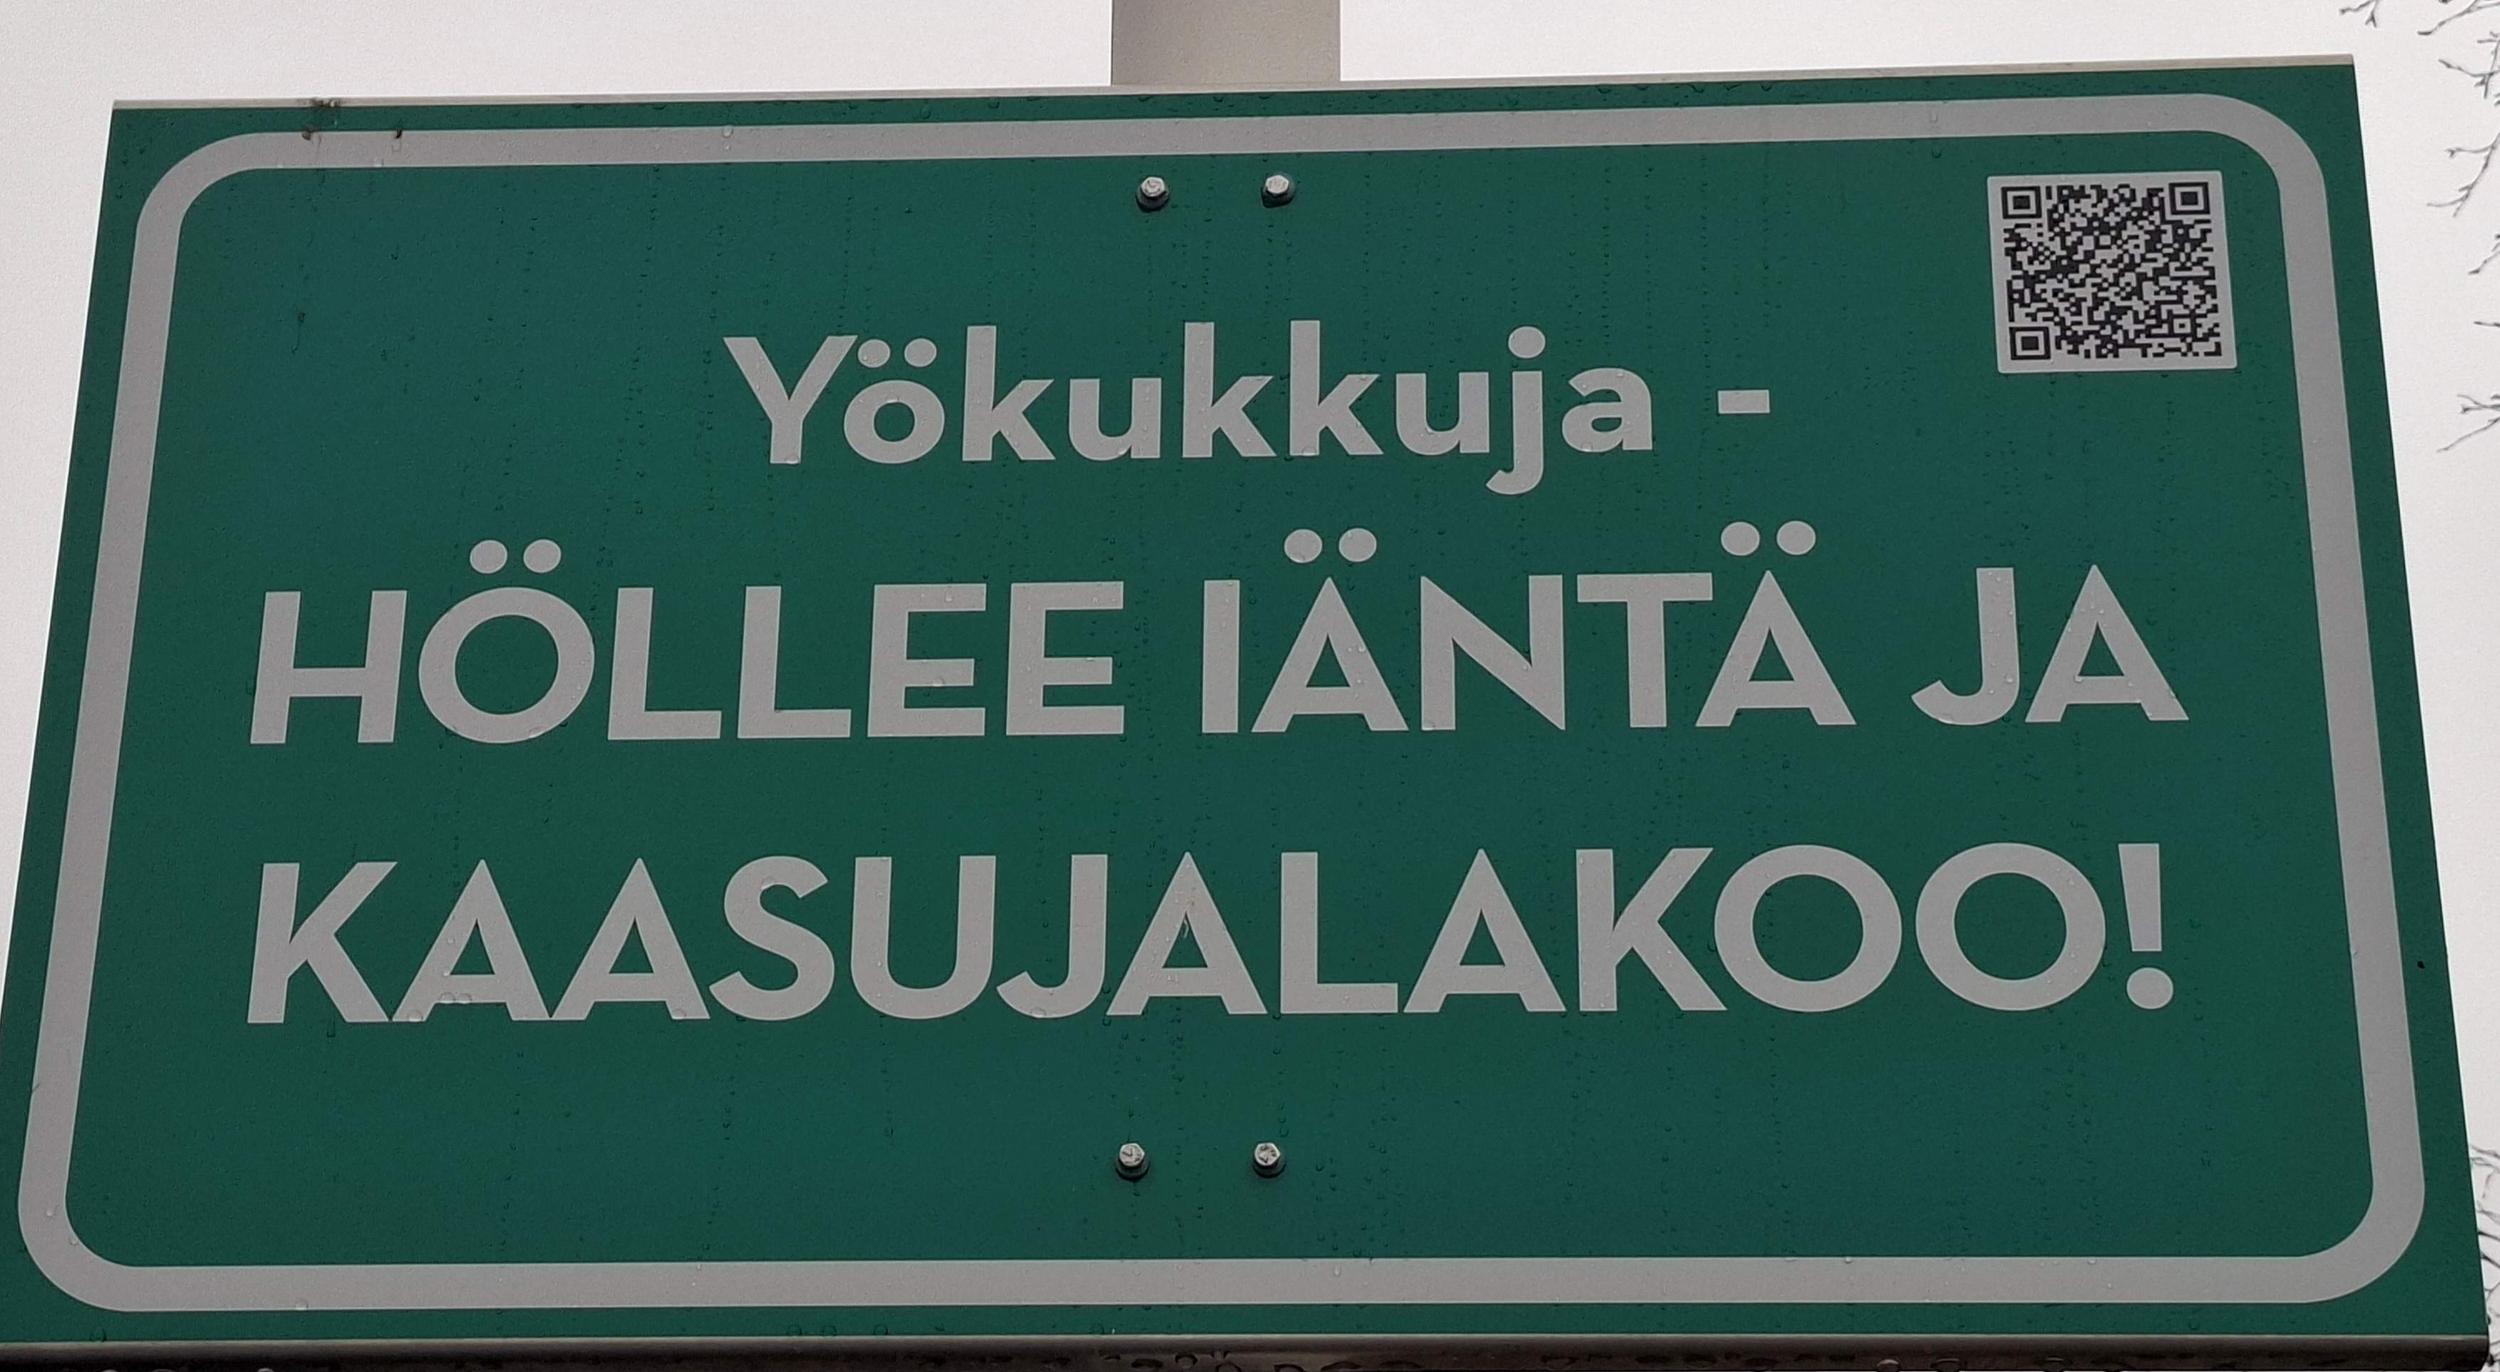 Yökukkuja -
HÖLLEE IÄNTÄ JA
KAASUJALAKOO!